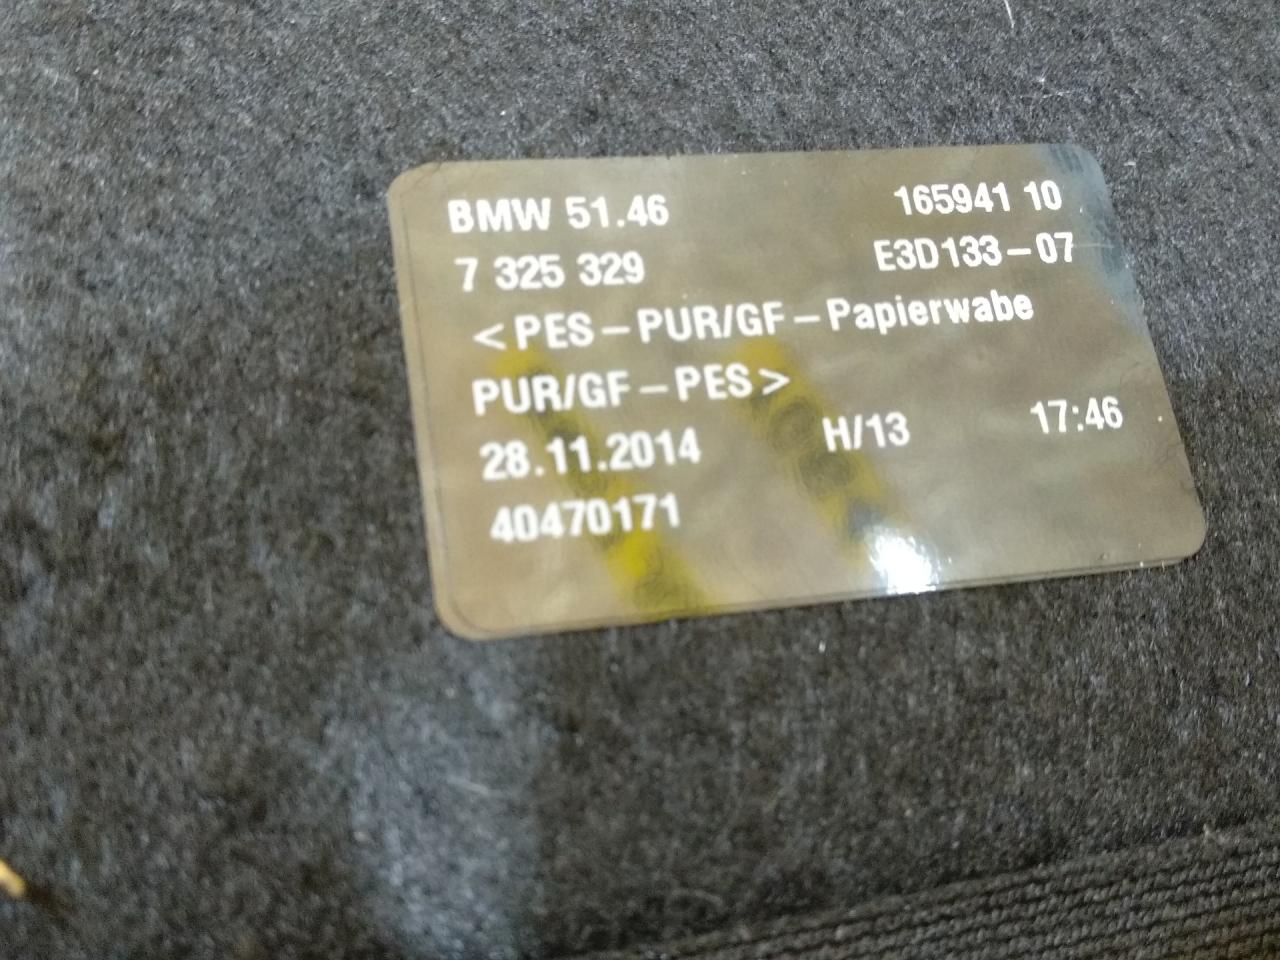 BMW 51.46 165941 10
7 325 329 E3D133-07
<PES-PUR/GF-Papierwabe
PUR/GF-PES>
28.11.2014 H/13 17:46
40470171